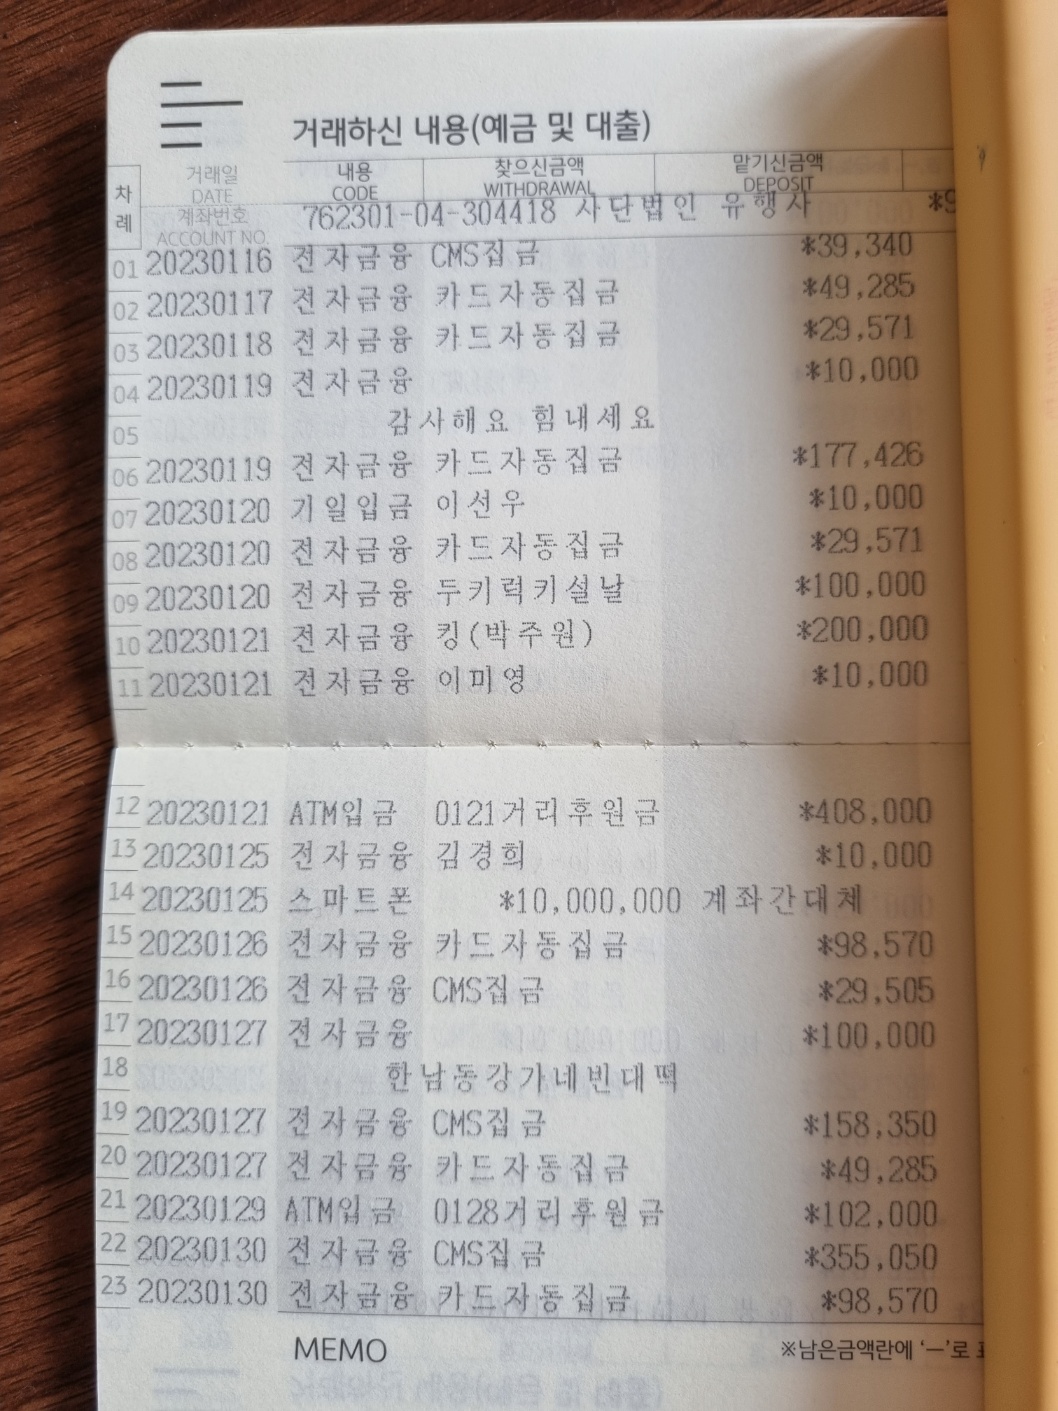 거래하신 내용(예금 및 대출)
차례 거래일 내용 찾으신금액 맡기신금액
DATE CODE WITHDRAWAL DEPOSIT
계좌번호 762301-04-304418 사단법인 유행사
ACCOUNT NO.
01 20230116 전자금융 CMS집금 *39,340
02 20230117 전자금융 카드자동집금 *49,285
03 20230118 전자금융 카드자동집금 *29,571
04 20230119 전자금융 *10,000
05 감사해요 힘내세요
06 20230119 전자금융 카드자동집금 *177,426
07 20230120 기일입금 이선우 *10,000
08 20230120 전자금융 카드자동집금 *29,571
09 20230120 전자금융 두키럭키설날 *100,000
10 20230121 전자금융 킹(박주원) *200,000
11 20230121 전자금융 이미영 *10,000
12 20230121 ATM입금 0121거리후원금 *408,000
13 20230125 전자금융 김경희 *10,000
14 20230125 스마트폰 *10,000,000 계좌간대체
15 20230126 전자금융 카드자동집금 *98,570
16 20230126 전자금융 CMS집금 *29,505
17 20230127 전자금융 *100,000
18 한남동강가네빈대떡
19 20230127 전자금융 CMS집금 *158,350
20 20230127 전자금융 카드자동집금 *49,285
21 20230129 ATM입금 0128거리후원금 *102,000
22 20230130 전자금융 CMS집금 *355,050
23 20230130 전자금융 카드자동집금 *98,570
MEMO ※남은금액란에 '—'로